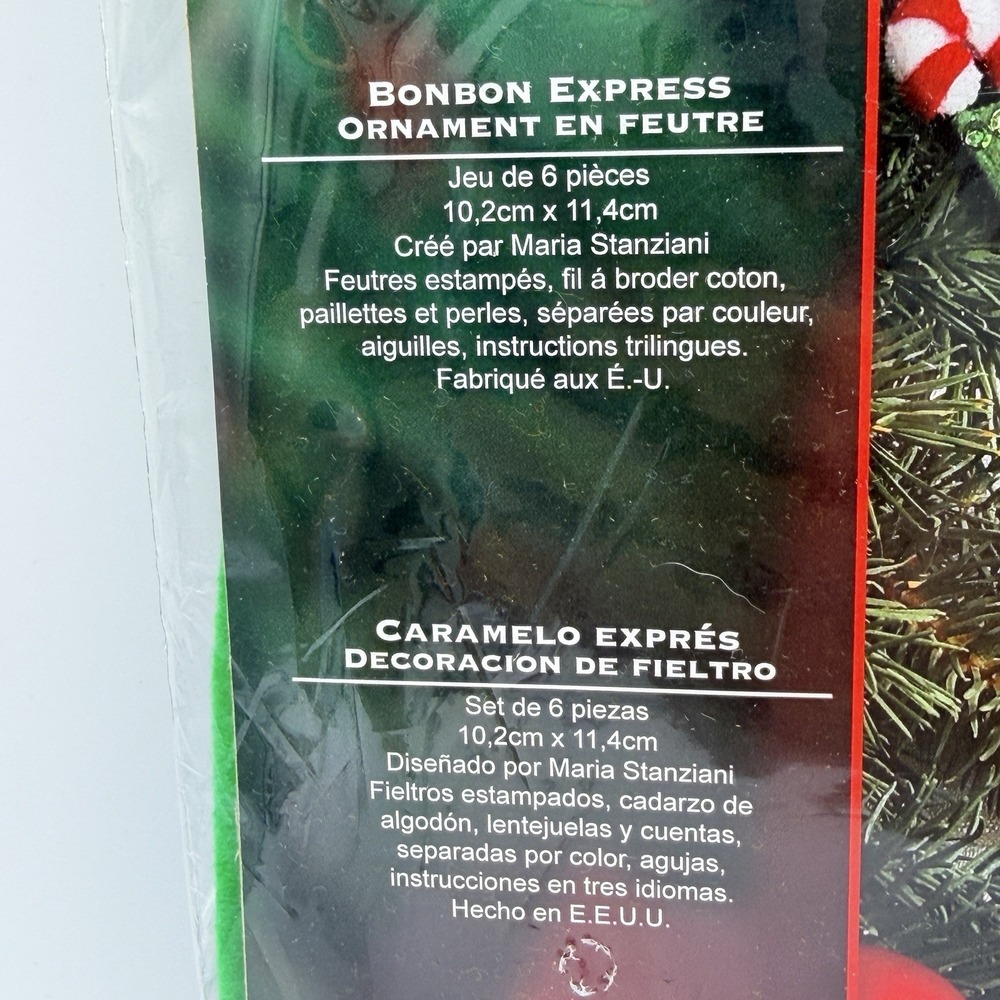 BONBON EXPRESS
ORNAMENT EN FEUTRE
Jeu de 6 pièces
10,2cm x 11,4cm
Créé par Maria Stanziani
Feutres estampés, fil á broder coton,
paillettes et perles, séparées par couleur,
aiguilles, instructions trilingues.
Fabriqué aux É.-U.
CARAMELO EXPRÉS
DECORACION DE FIELTRO
Set de 6 piezas
10,2cm x 11,4cm
Diseñado por Maria Stanziani
Fieltros estampados, cadarzo de
algodón, lentejuelas y cuentas,
separadas por color, agujas,
instrucciones en tres idiomas.
Hecho en E.E.U.U.